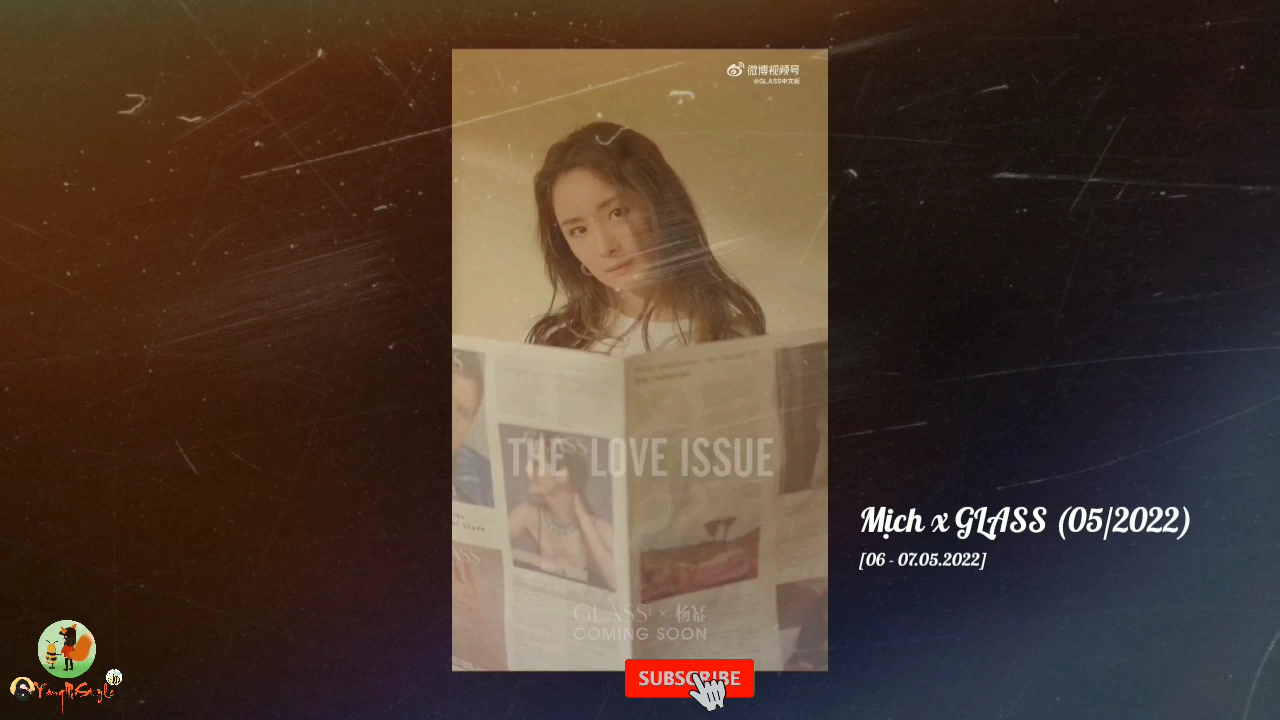 微博视频号
@GLASS中文版
THE LOVE ISSUE
Mịch x GLASS (05/2022)
[06 - 07.05.2022]
GLASS × 杨幂
COMING SOON
SUBSCRIBE
YangMiStyle